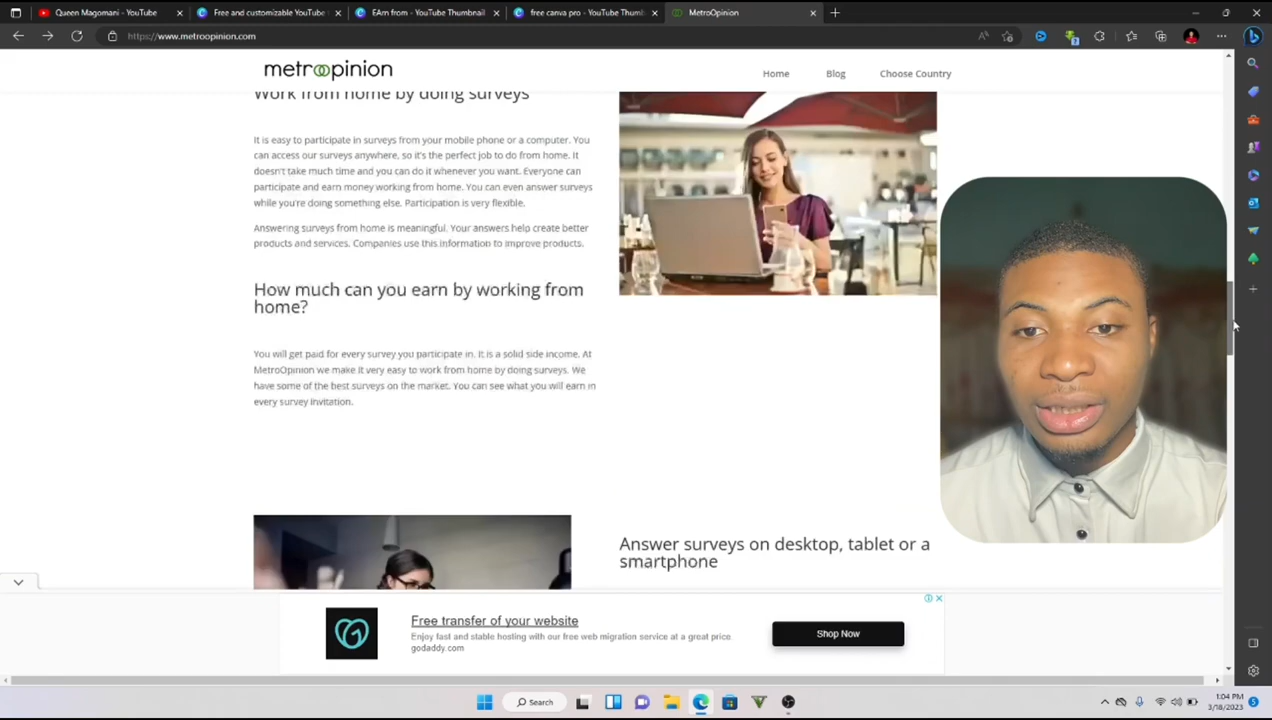 Queen Magomani - YouTube
Free and customizable YouTube
EArn from - YouTube Thumbnail
free canva pro - YouTube Thumb
MetroOpinion
https://www.metroopinion.com
metroopinion
Home
Blog
Choose Country
Work from home by doing surveys
It is easy to participate in surveys from your mobile phone or a computer. You
can access our surveys anywhere, so it's the perfect job to do from home. It
doesn't take much time and you can do it whenever you want. Everyone can
participate and earn money working from home. You can even answer surveys
while you're doing something else. Participation is very flexible.
Answering surveys from home is meaningful. Your answers help create better
products and services. Companies use this information to improve products.
How much can you earn by working from
home?
You will get paid for every survey you participate in. It is a solid side income. At
MetroOpinion we make it very easy to work from home by doing surveys. We
have some of the best surveys on the market. You can see what you will earn in
every survey invitation.
Answer surveys on desktop, tablet or a
smartphone
Free transfer of your website
Enjoy fast and stable hosting with our free web migration service at a great price
godaddy.com
Shop Now
Search
1:04 PM
3/18/2023